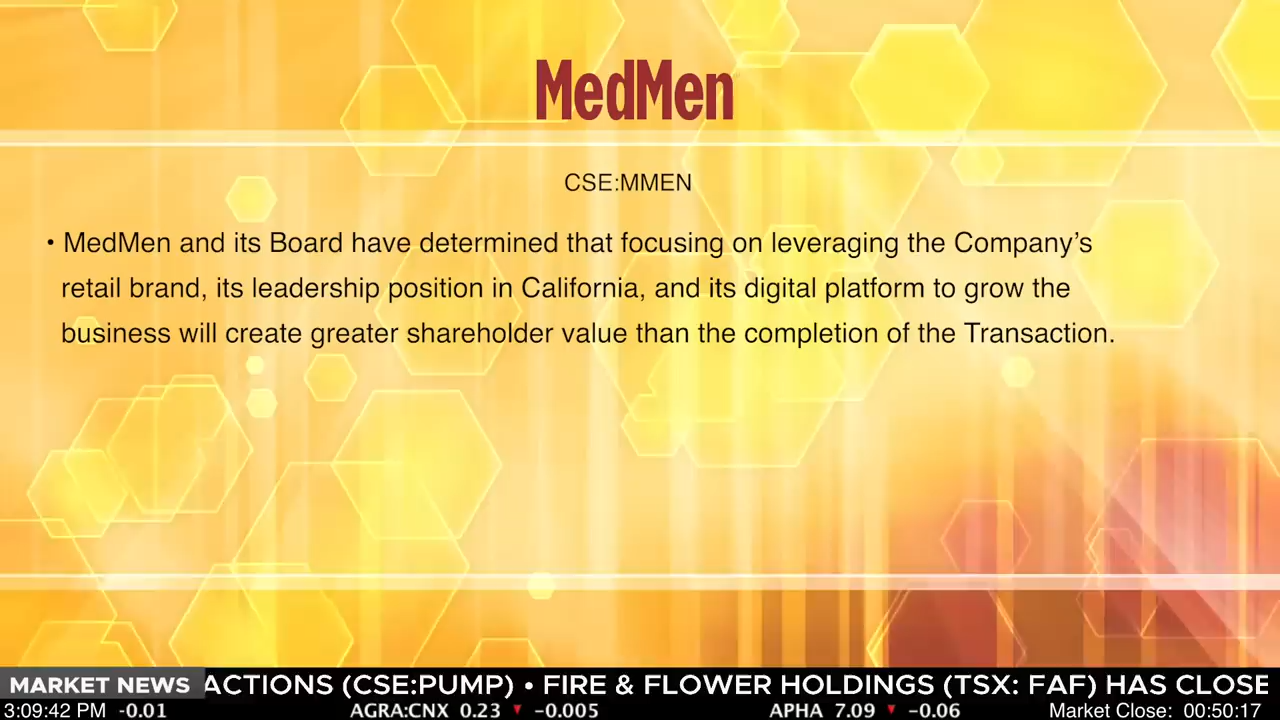 MedMen
CSE:MMEN
• MedMen and its Board have determined that focusing on leveraging the Company’s
retail brand, its leadership position in California, and its digital platform to grow the
business will create greater shareholder value than the completion of the Transaction.
MARKET NEWS ACTIONS (CSE:PUMP) • FIRE & FLOWER HOLDINGS (TSX: FAF) HAS CLOSE
3:09:42 PM -0.01 AGRA:CNX 0.23 ▼ -0.005 APHA 7.09 ▼ -0.06 Market Close: 00:50:17